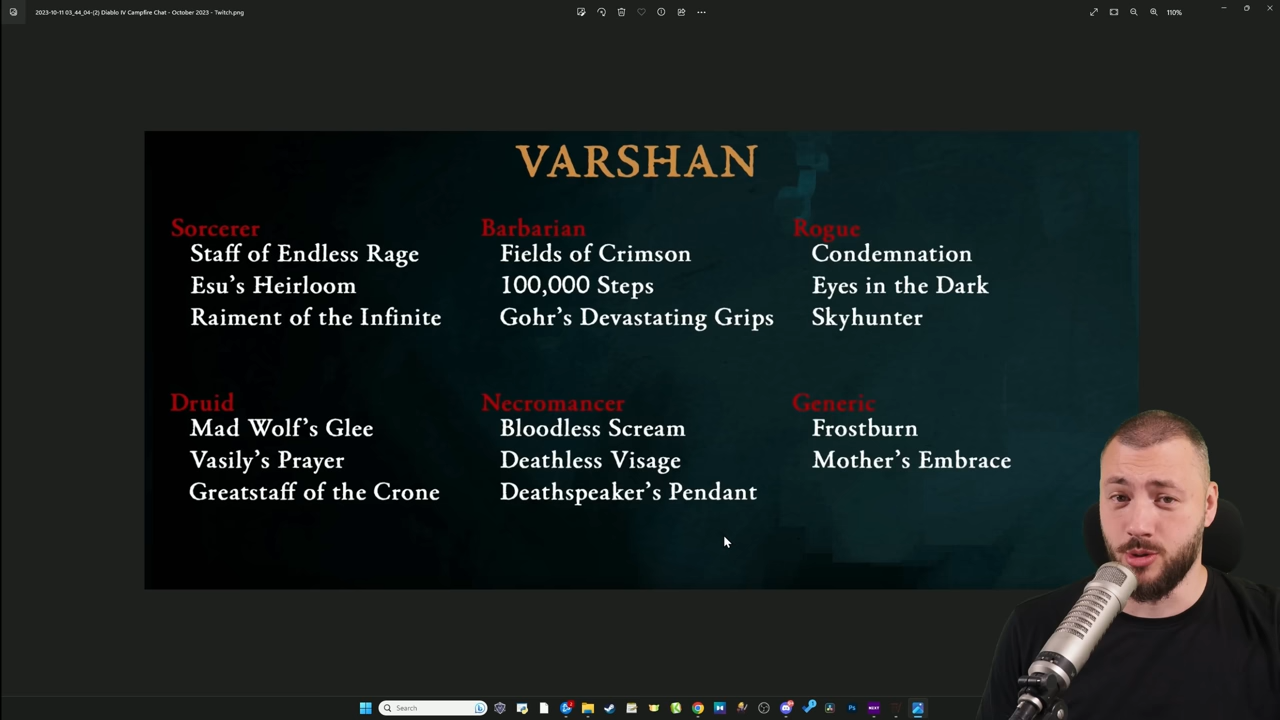 2023-10-11 03_44_04-(2) Diablo IV Campfire Chat - October 2023 - Twitch.png
110%
VARSHAN
Sorcerer
Staff of Endless Rage
Esu's Heirloom
Raiment of the Infinite
Barbarian
Fields of Crimson
100,000 Steps
Gohr's Devastating Grips
Rogue
Condemnation
Eyes in the Dark
Skyhunter
Druid
Mad Wolf's Glee
Vasily's Prayer
Greatstaff of the Crone
Necromancer
Bloodless Scream
Deathless Visage
Deathspeaker's Pendant
Generic
Frostburn
Mother's Embrace
Search
Ps
NEXT